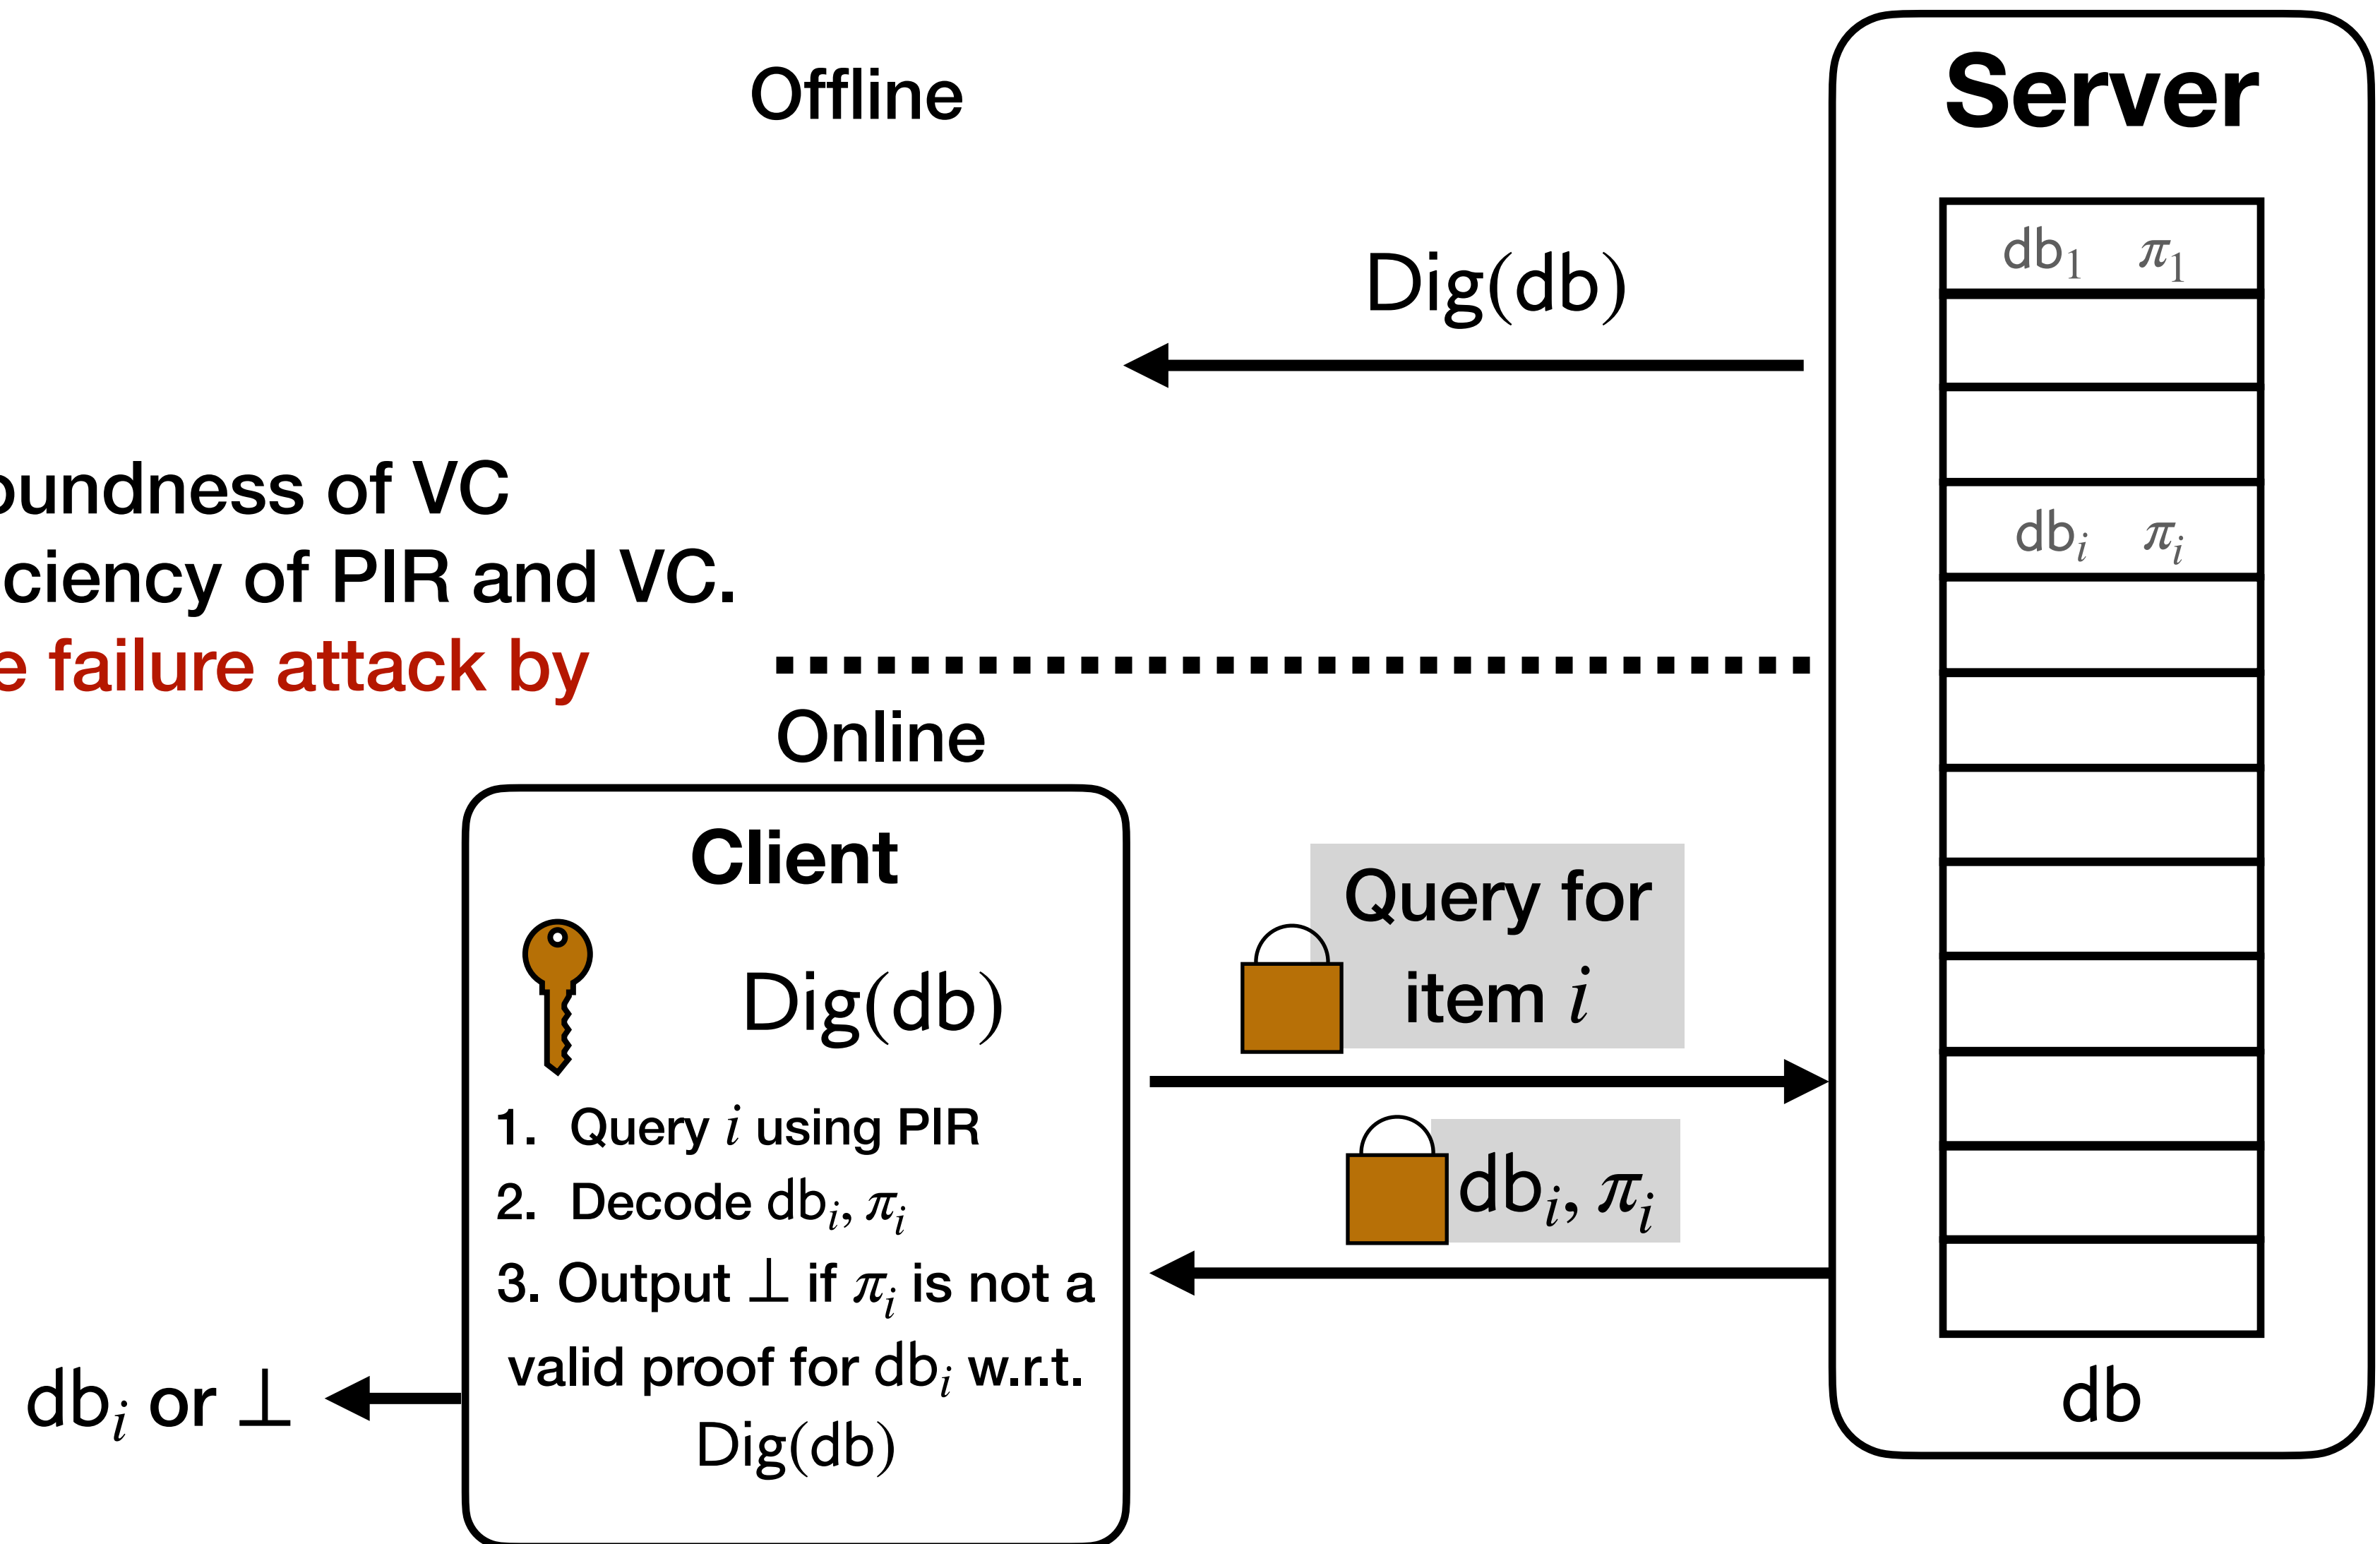 Offline
Server
Dig(db)
db₁ π₁
oundness of VC
dbᵢ πᵢ
ciency of PIR and VC.
e failure attack by
Online
Client
Dig(db)
Query for
item i
1. Query i using PIR
2. Decode dbᵢ, πᵢ
dbᵢ, πᵢ
3. Output ⊥ if πᵢ is not a
valid proof for dbᵢ w.r.t.
Dig(db)
dbᵢ or ⊥
db